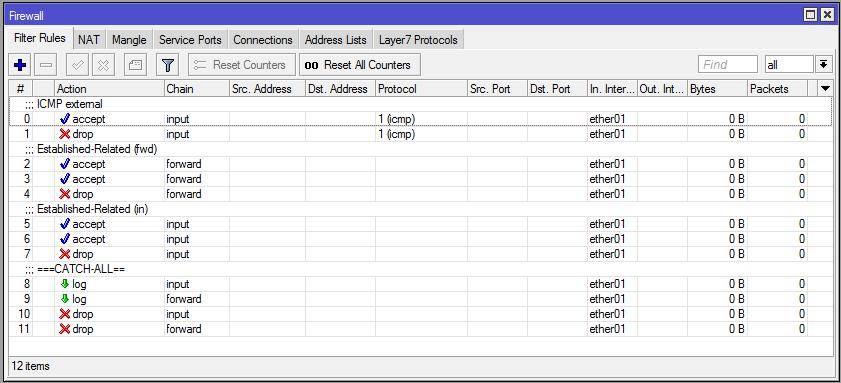 Firewall
Filter Rules NAT Mangle Service Ports Connections Address Lists Layer7 Protocols
Reset Counters 00 Reset All Counters Find all
# Action Chain Src. Address Dst. Address Protocol Src. Port Dst. Port In. Inter... Out. Int... Bytes Packets
;;; ICMP external
0 accept input 1 (icmp) ether01 0 B 0
1 drop input 1 (icmp) ether01 0 B 0
;;; Established-Related (fwd)
2 accept forward ether01 0 B 0
3 accept forward ether01 0 B 0
4 drop forward ether01 0 B 0
;;; Established-Related (in)
5 accept input ether01 0 B 0
6 accept input ether01 0 B 0
7 drop input ether01 0 B 0
;;; ===CATCH-ALL==
8 log input ether01 0 B 0
9 log forward ether01 0 B 0
10 drop input ether01 0 B 0
11 drop forward ether01 0 B 0
12 items